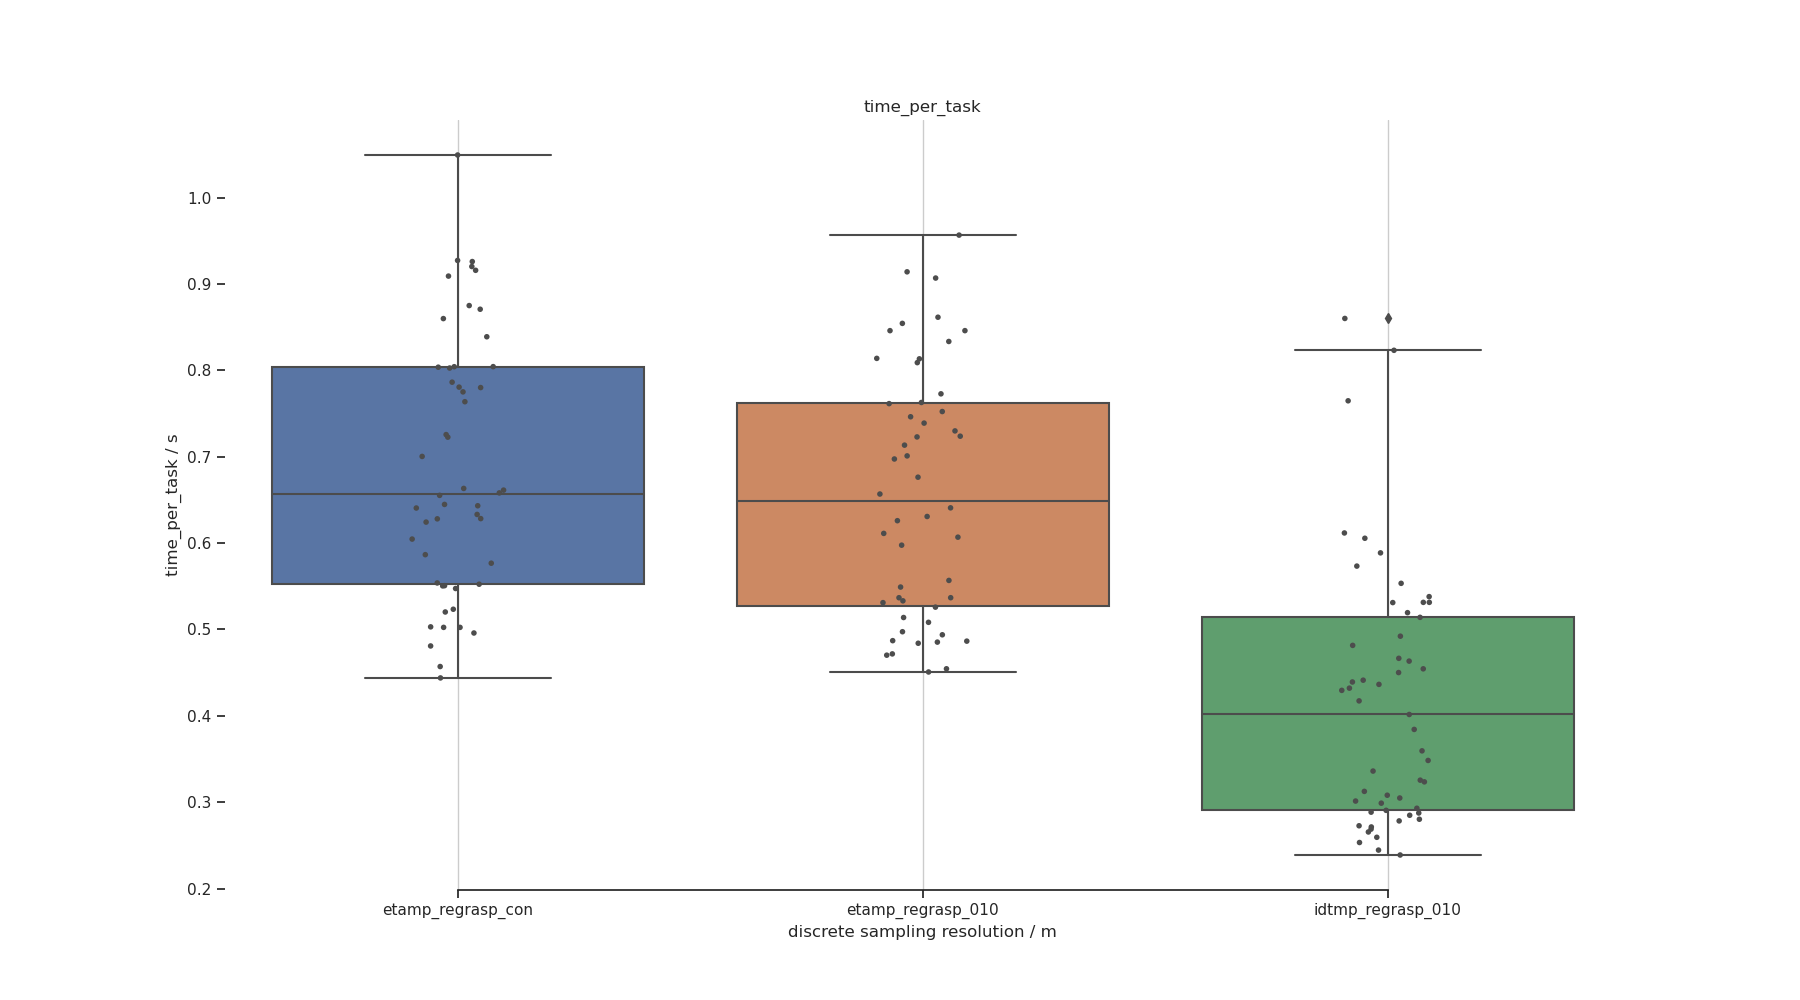 time_per_task
1.0
0.9
0.8
0.7
0.6
0.5
0.4
0.3
0.2
time_per_task / s
etamp_regrasp_con
etamp_regrasp_010
idtmp_regrasp_010
discrete sampling resolution / m